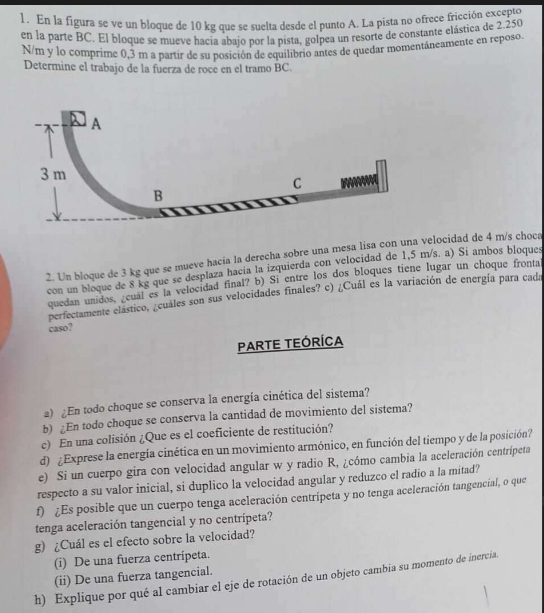 1. En la figura se ve un bloque de 10 kg que se suelta desde el punto A. La pista no ofrece fricción excepto
en la parte BC. El bloque se mueve hacia abajo por la pista, golpea un resorte de constante elástica de 2.250
N/m y lo comprime 0,3 m a partir de su posición de equilibrio antes de quedar momentáneamente en reposo.
Determine el trabajo de la fuerza de roce en el tramo BC.
A
3 m
B
C
2. Un bloque de 3 kg que se mueve hacia la derecha sobre una mesa lisa con una velocidad de 4 m/s choca
con un bloque de 8 kg que se desplaza hacia la izquierda con velocidad de 1,5 m/s. a) Si ambos bloques
quedan unidos, ¿cuál es la velocidad final? b) Si entre los dos bloques tiene lugar un choque frontal
perfectamente elástico, ¿cuáles son sus velocidades finales? c) ¿Cuál es la variación de energía para cada
caso?
PARTE TEÓRÍCA
a) ¿En todo choque se conserva la energía cinética del sistema?
b) ¿En todo choque se conserva la cantidad de movimiento del sistema?
c) En una colisión ¿Que es el coeficiente de restitución?
d) ¿Exprese la energía cinética en un movimiento armónico, en función del tiempo y de la posición?
e) Si un cuerpo gira con velocidad angular w y radio R, ¿cómo cambia la aceleración centrípeta
respecto a su valor inicial, si duplico la velocidad angular y reduzco el radio a la mitad?
f) ¿Es posible que un cuerpo tenga aceleración centrípeta y no tenga aceleración tangencial, o que
tenga aceleración tangencial y no centrípeta?
g) ¿Cuál es el efecto sobre la velocidad?
(i) De una fuerza centrípeta.
(ii) De una fuerza tangencial.
h) Explique por qué al cambiar el eje de rotación de un objeto cambia su momento de inercia.